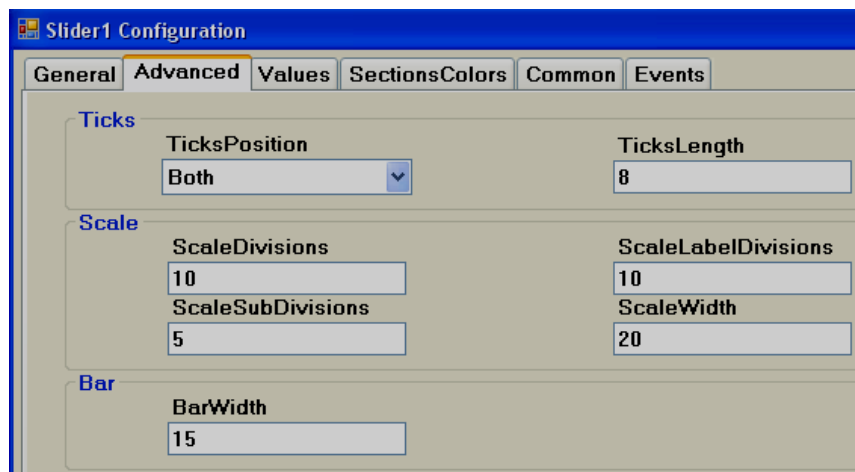 Slider1 Configuration
General Advanced Values SectionsColors Common Events
Ticks
TicksPosition TicksLength
Both 8
Scale
ScaleDivisions ScaleLabelDivisions
10 10
ScaleSubDivisions ScaleWidth
5 20
Bar
BarWidth
15